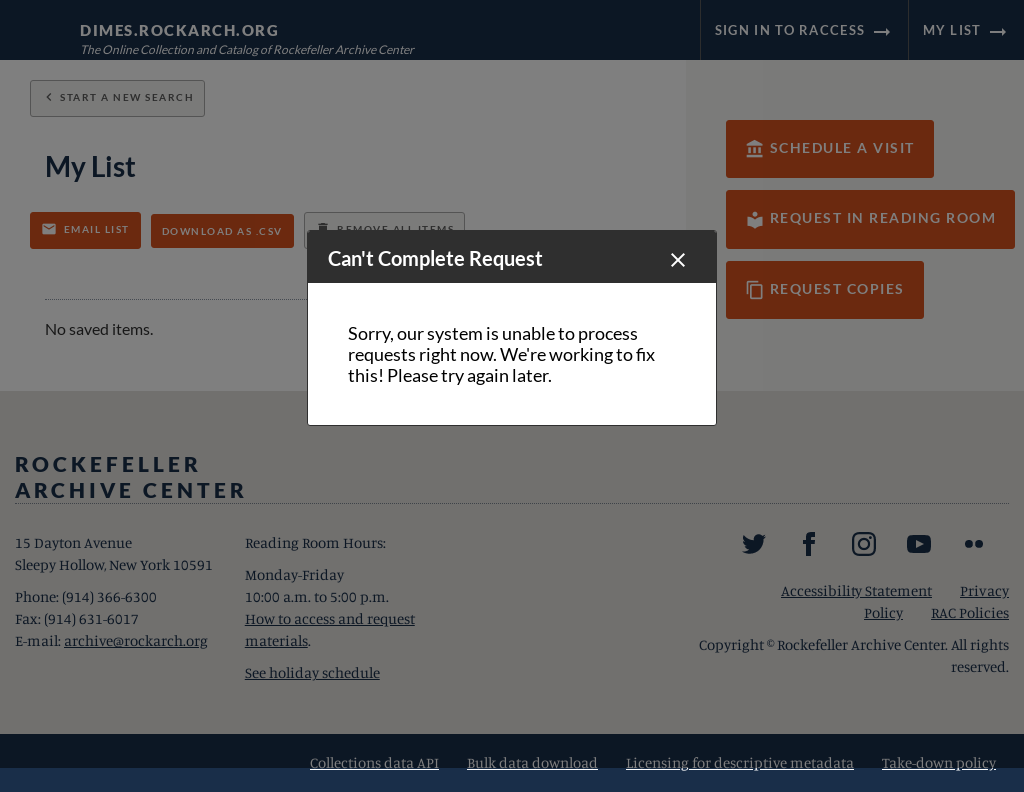 DIMES.ROCKARCH.ORG
The Online Collection and Catalog of Rockefeller Archive Center
SIGN IN TO RACCESS
MY LIST
START A NEW SEARCH
My List
EMAIL LIST
DOWNLOAD AS .CSV
REMOVE ALL ITEMS
No saved items.
SCHEDULE A VISIT
REQUEST IN READING ROOM
REQUEST COPIES
Can't Complete Request
Sorry, our system is unable to process
requests right now. We're working to fix
this! Please try again later.
ROCKEFELLER
ARCHIVE CENTER
15 Dayton Avenue
Sleepy Hollow, New York 10591
Phone: (914) 366-6300
Fax: (914) 631-6017
E-mail: archive@rockarch.org
Reading Room Hours:
Monday-Friday
10:00 a.m. to 5:00 p.m.
How to access and request
materials.
See holiday schedule
Accessibility Statement Privacy
Policy RAC Policies
Copyright © Rockefeller Archive Center. All rights
reserved.
Collections data API Bulk data download Licensing for descriptive metadata Take-down policy